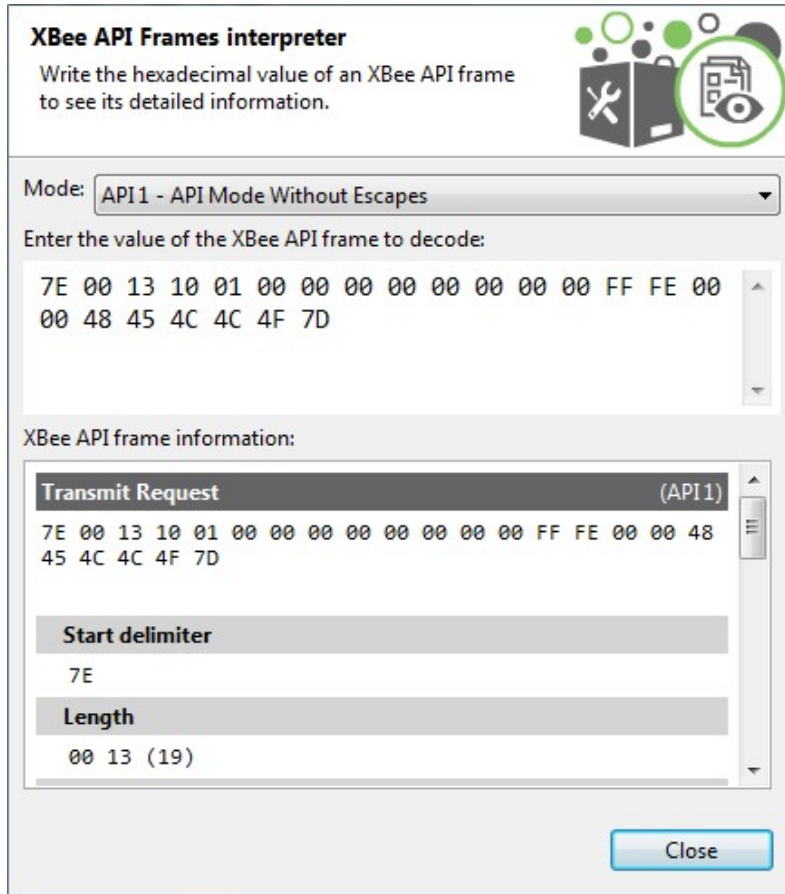 XBee API Frames interpreter
Write the hexadecimal value of an XBee API frame
to see its detailed information.
Mode: API 1 - API Mode Without Escapes
Enter the value of the XBee API frame to decode:
7E 00 13 10 01 00 00 00 00 00 00 00 00 FF FE 00
00 48 45 4C 4C 4F 7D
XBee API frame information:
Transmit Request (API 1)
7E 00 13 10 01 00 00 00 00 00 00 00 00 FF FE 00 00 48
45 4C 4C 4F 7D
Start delimiter
7E
Length
00 13 (19)
Close